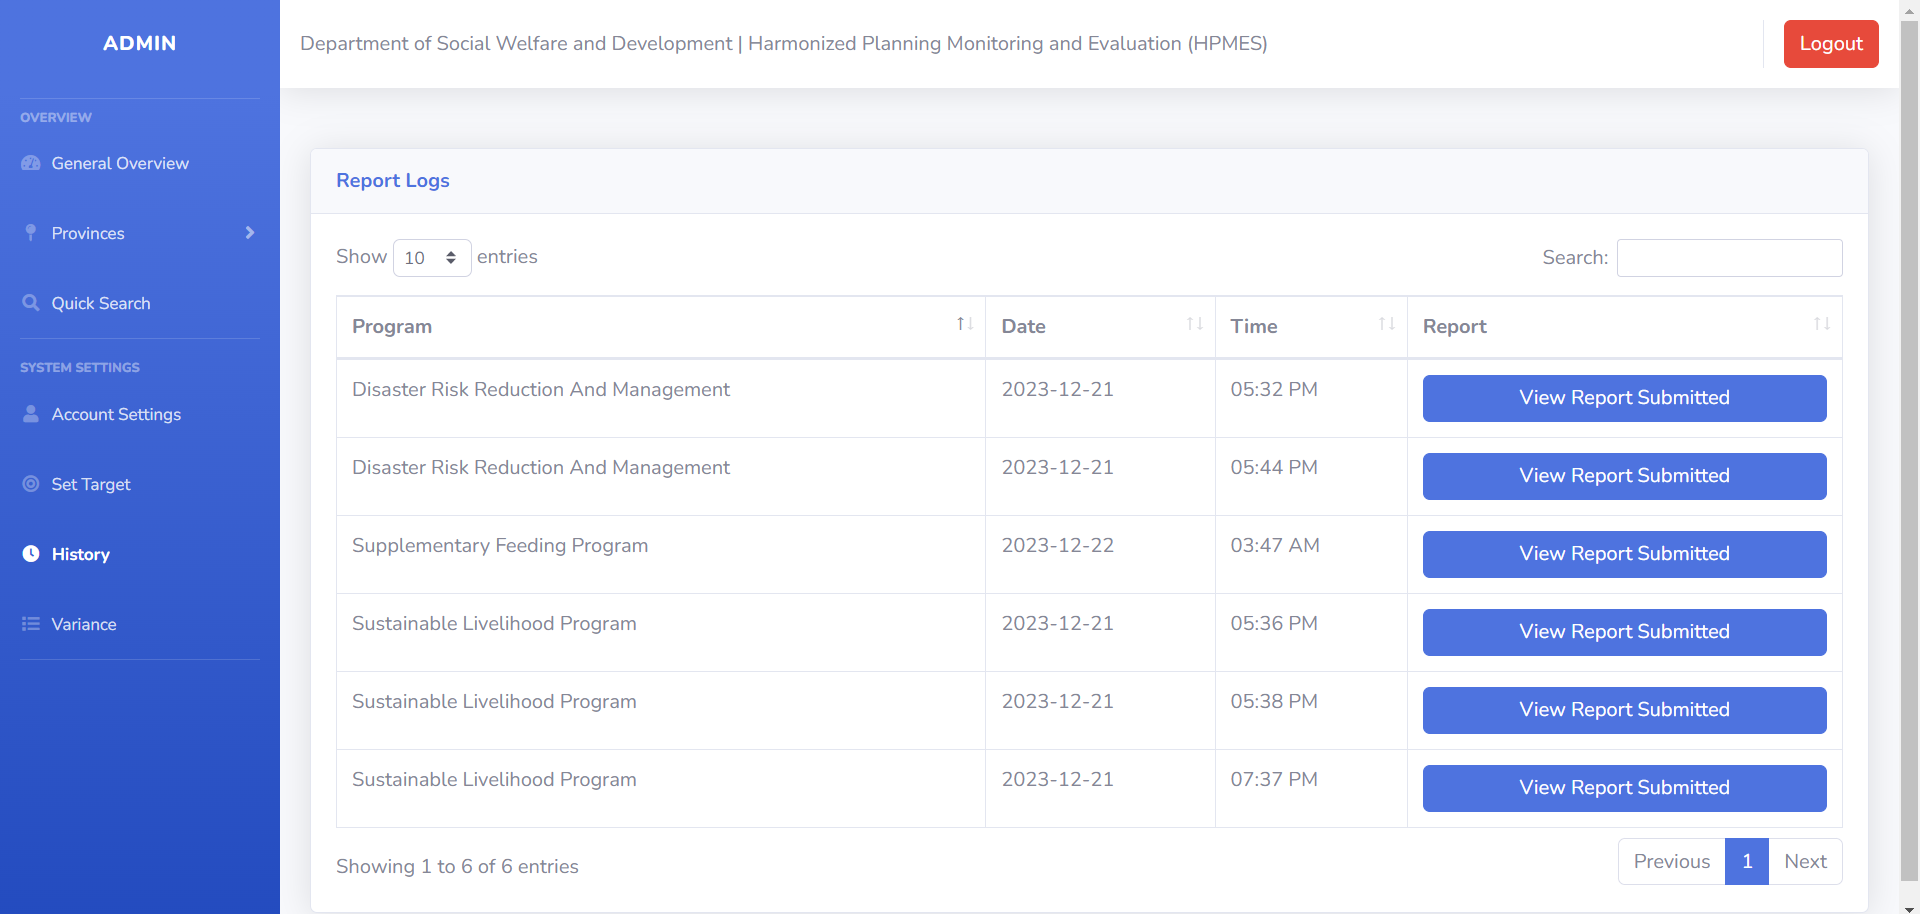 ADMIN
OVERVIEW
General Overview
Provinces
Quick Search
SYSTEM SETTINGS
Account Settings
Set Target
History
Variance
Department of Social Welfare and Development | Harmonized Planning Monitoring and Evaluation (HPMES)
Logout
Report Logs
Show 10 entries
Search:
Program Date Time Report
Disaster Risk Reduction And Management 2023-12-21 05:32 PM View Report Submitted
Disaster Risk Reduction And Management 2023-12-21 05:44 PM View Report Submitted
Supplementary Feeding Program 2023-12-22 03:47 AM View Report Submitted
Sustainable Livelihood Program 2023-12-21 05:36 PM View Report Submitted
Sustainable Livelihood Program 2023-12-21 05:38 PM View Report Submitted
Sustainable Livelihood Program 2023-12-21 07:37 PM View Report Submitted
Showing 1 to 6 of 6 entries
Previous 1 Next